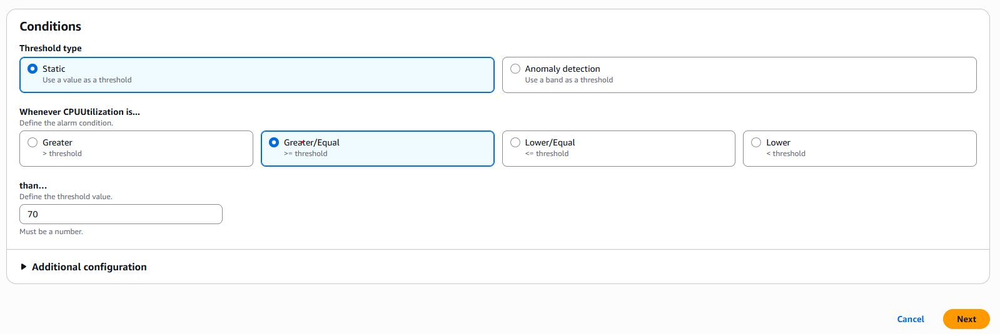 Conditions
Threshold type
Static
Use a value as a threshold
Anomaly detection
Use a band as a threshold
Whenever CPUUtilization is...
Define the alarm condition.
Greater
> threshold
Greater/Equal
>= threshold
Lower/Equal
<= threshold
Lower
< threshold
than...
Define the threshold value.
70
Must be a number.
Additional configuration
Cancel
Next